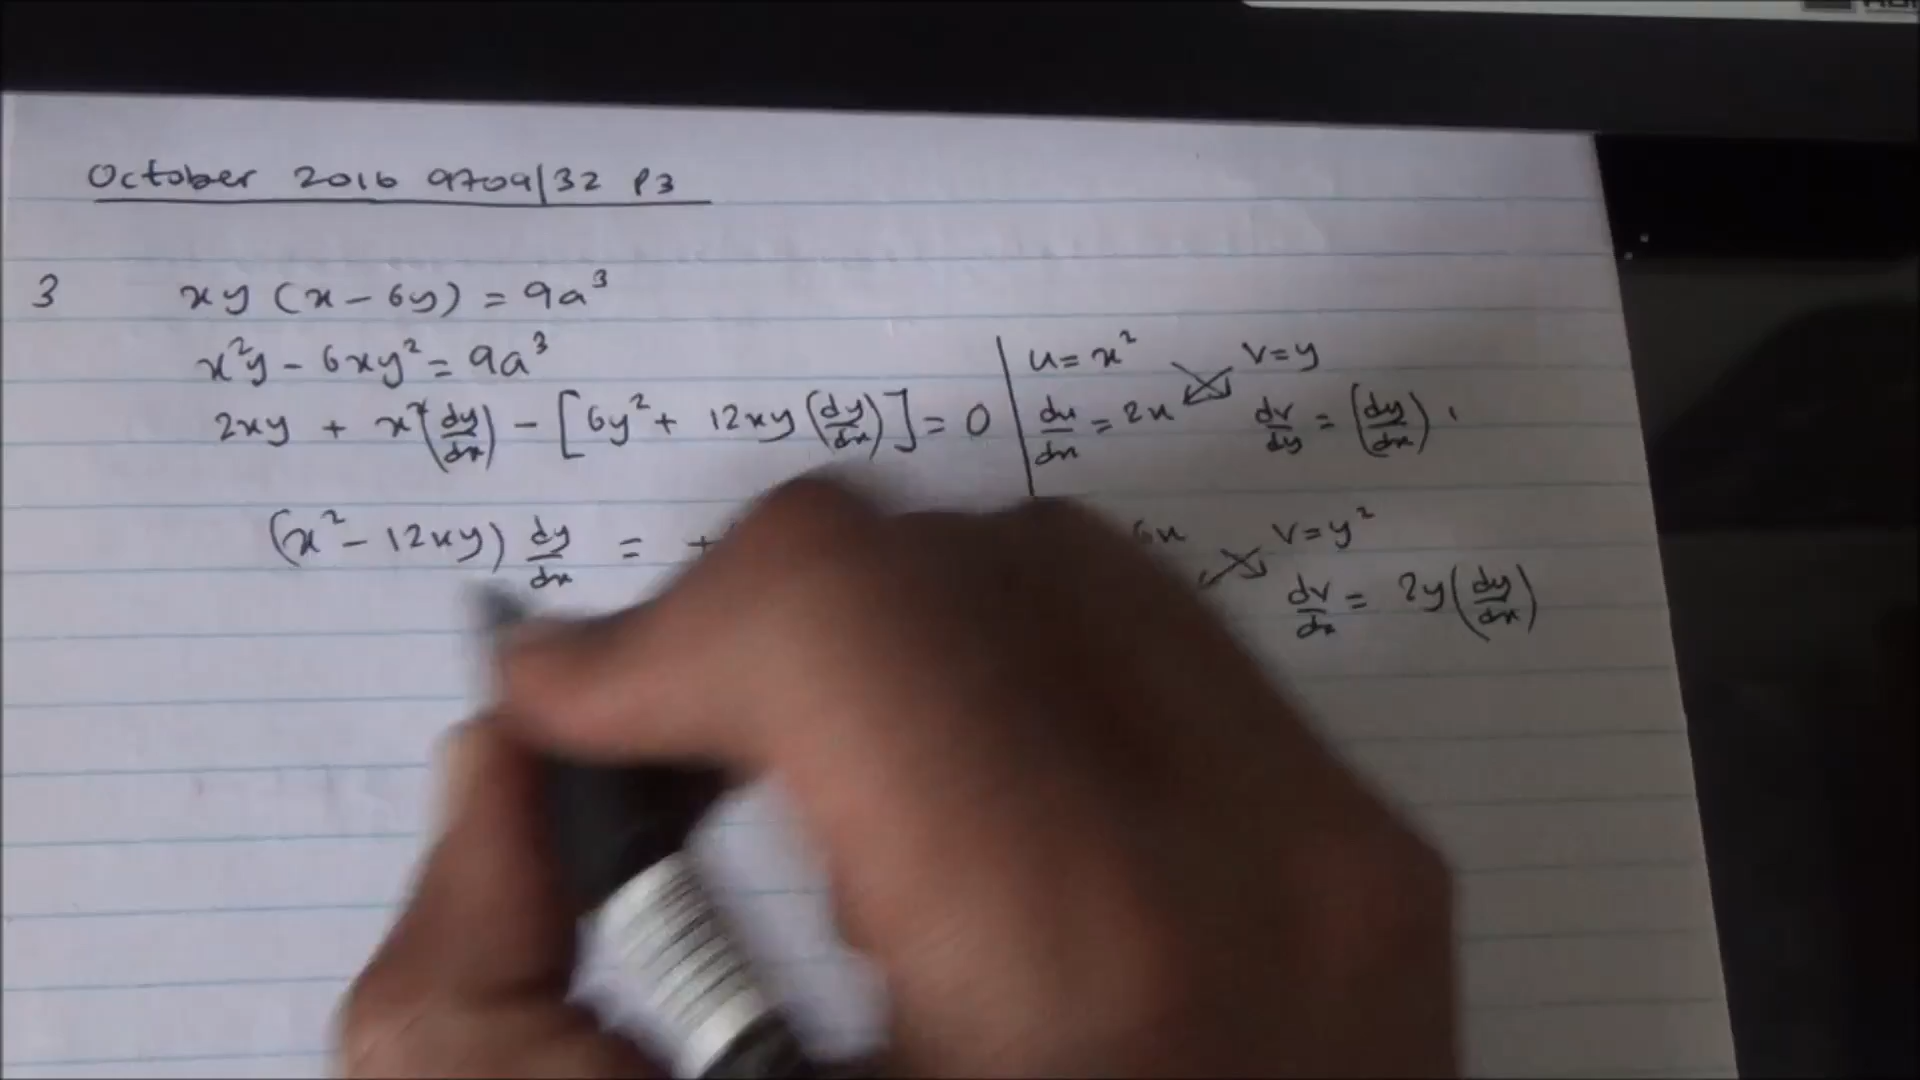 October 2016 9709/32 P3
3 xy (x - 6y) = 9a³
x²y - 6xy² = 9a³
2xy + x²(dy/dx) - [6y² + 12xy (dy/dx)] = 0
(x² - 12xy) dy/dx = +
u = x² v = y
du/dx = 2x dv/dy = (dy/dx)
6x v = y²
dv/dx = 2y (dy/dx)